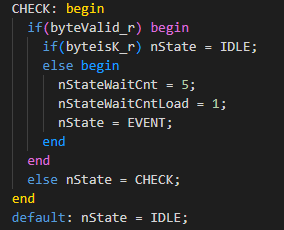 CHECK: begin
  if(byteValid_r) begin
    if(byteisK_r) nState = IDLE;
    else begin
      nStateWaitCnt = 5;
      nStateWaitCntLoad = 1;
      nState = EVENT;
    end
  end
  else nState = CHECK;
end
default: nState = IDLE;